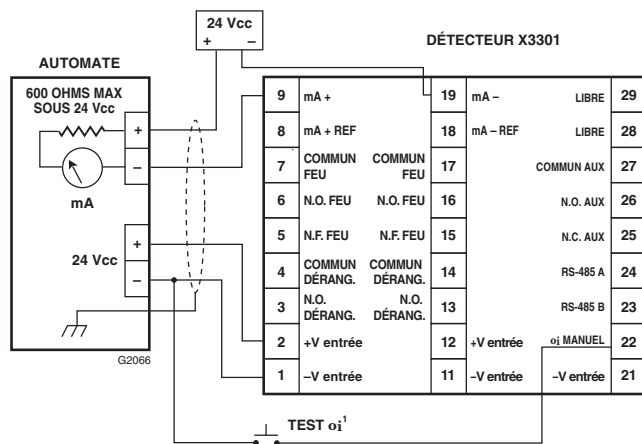 24 Vcc
+ −
DÉTECTEUR X3301
AUTOMATE
600 OHMS MAX
SOUS 24 Vcc
+
−
mA
24 Vcc
+
−
G2066
9 mA + 19 mA − LIBRE 29
8 mA + REF 18 mA − REF LIBRE 28
7 COMMUN FEU COMMUN FEU 17 COMMUN AUX 27
6 N.O. FEU N.O. FEU 16 N.O. AUX 26
5 N.F. FEU N.F. FEU 15 N.C. AUX 25
4 COMMUN DÉRANG. COMMUN DÉRANG. 14 RS-485 A 24
3 N.O. DÉRANG. N.O. DÉRANG. 13 RS-485 B 23
2 +V entrée 12 +V entrée oi MANUEL 22
1 −V entrée 11 −V entrée −V entrée 21
TEST oi¹